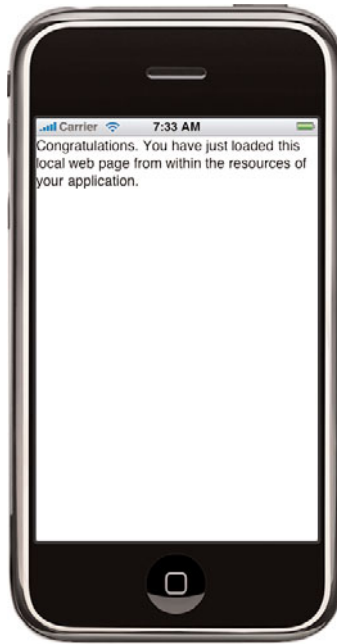 Carrier 7:33 AM
Congratulations. You have just loaded this
local web page from within the resources of
your application.